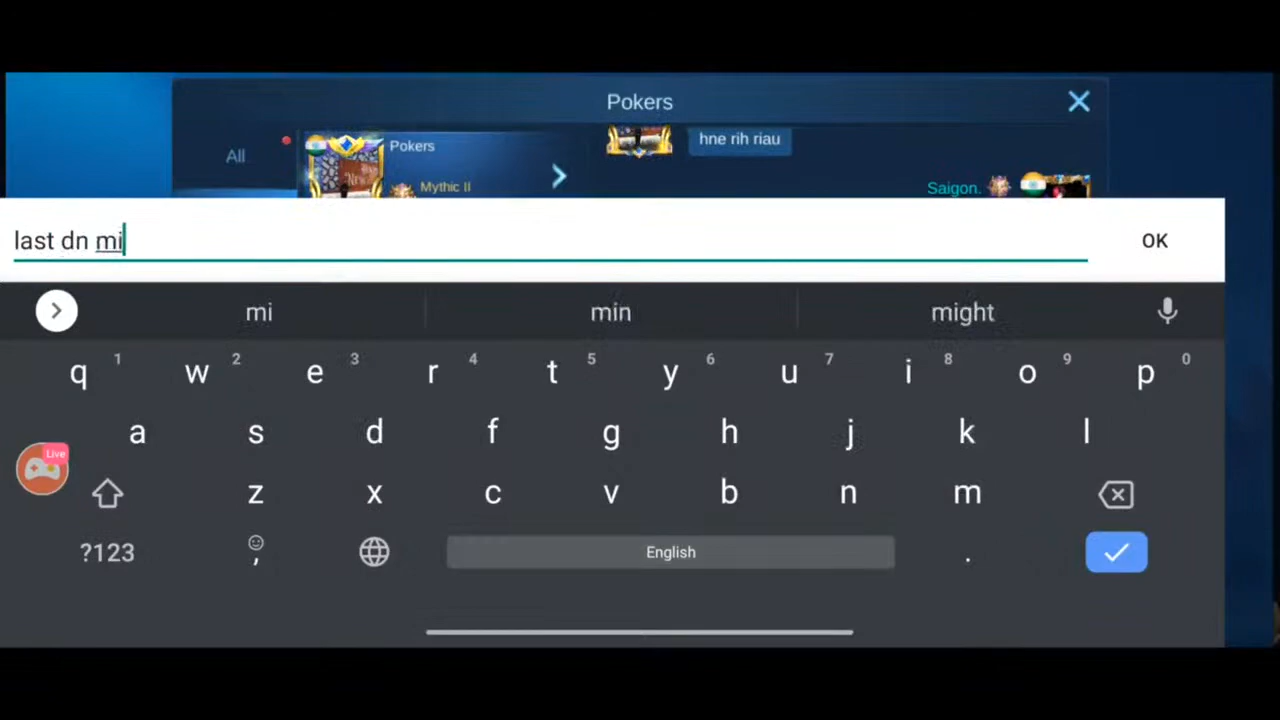 Pokers
All
Pokers
Mythic II
hne rih riau
Saigon.
last dn mi
OK
mi min might
q 1 w 2 e 3 r 4 t 5 y 6 u 7 i 8 o 9 p 0
a s d f g h j k l
Live
z x c v b n m
?123 , English .